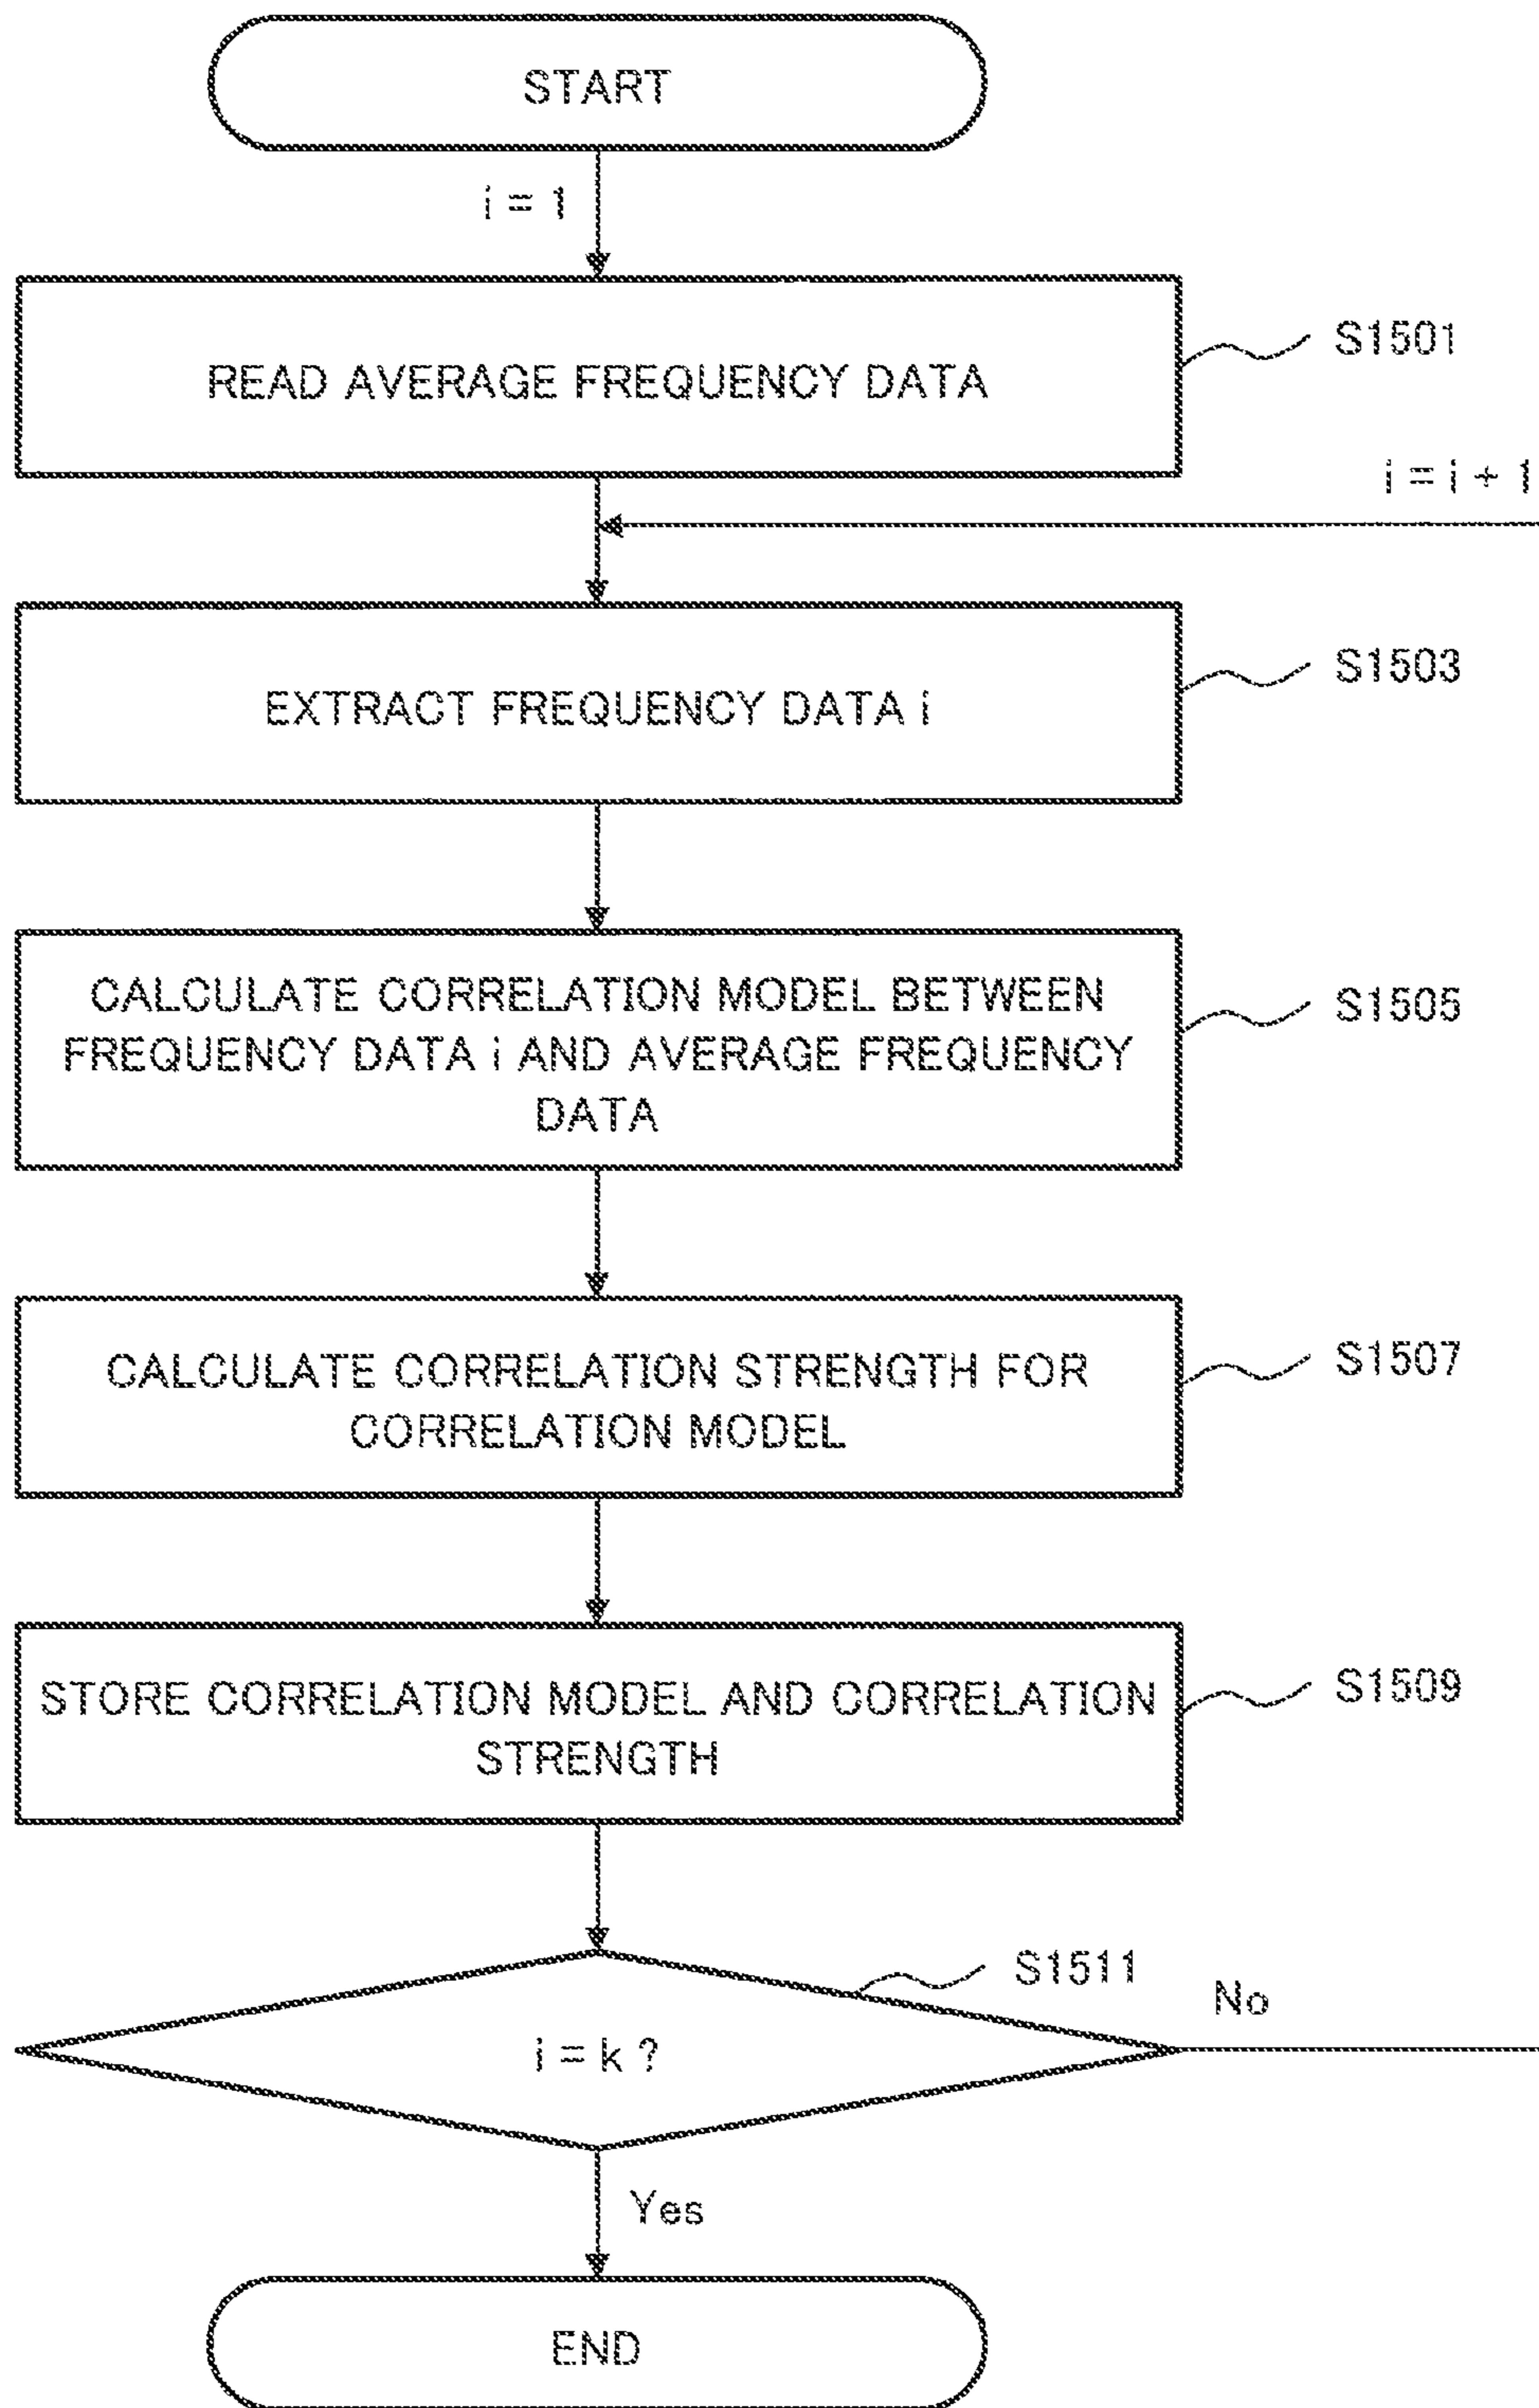 START
i = 1
READ AVERAGE FREQUENCY DATA
S1501
i = i + 1
EXTRACT FREQUENCY DATA i
S1503
CALCULATE CORRELATION MODEL BETWEEN
FREQUENCY DATA i AND AVERAGE FREQUENCY
DATA
S1505
CALCULATE CORRELATION STRENGTH FOR
CORRELATION MODEL
S1507
STORE CORRELATION MODEL AND CORRELATION
STRENGTH
S1509
S1511
No
i = k ?
Yes
END